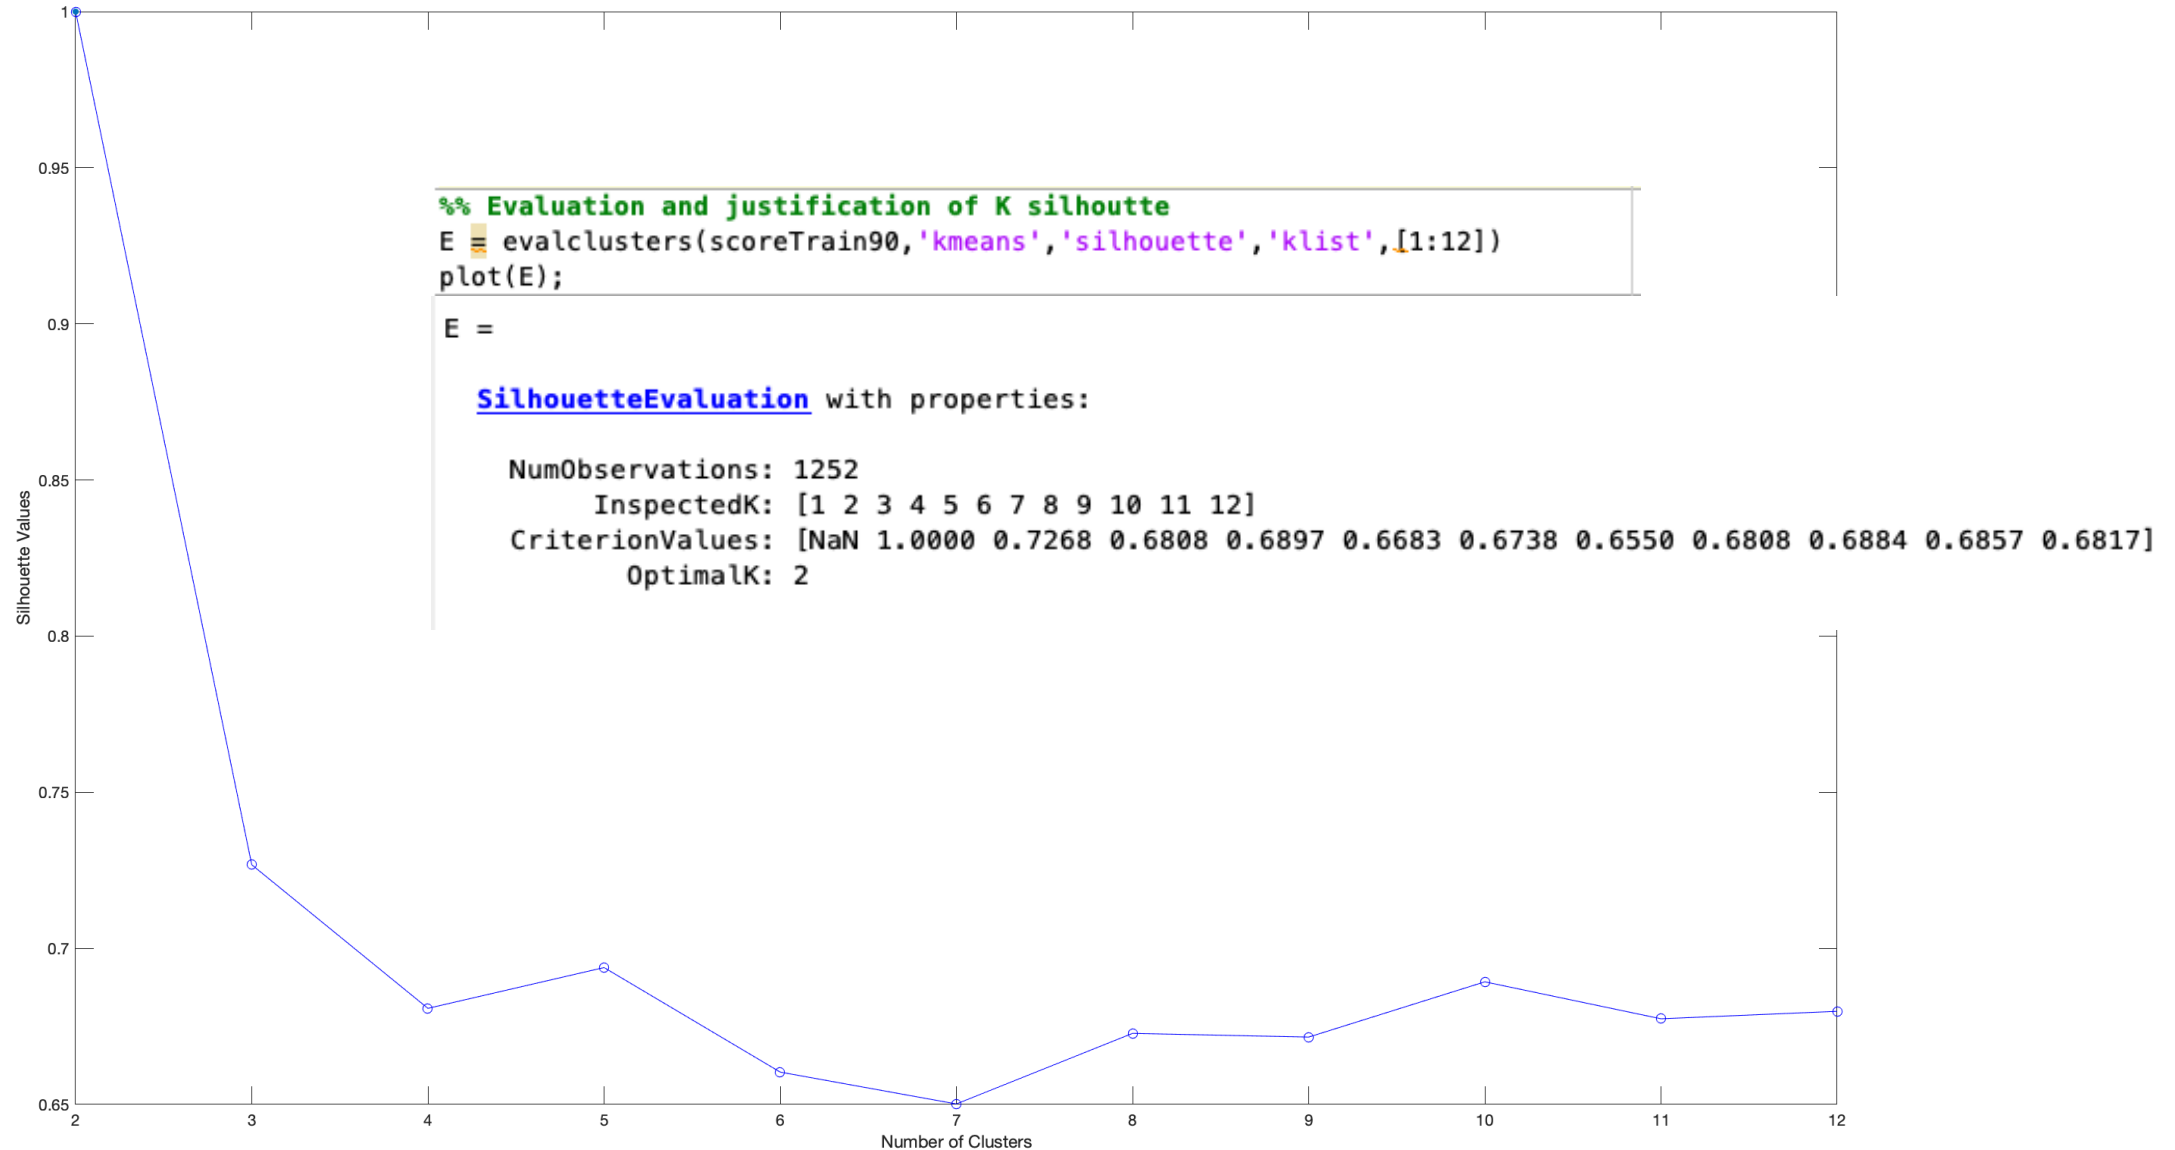 1
0.95
%% Evaluation and justification of K silhoutte
E = evalclusters(scoreTrain90,'kmeans','silhouette','klist',[1:12])
plot(E);
0.9
E =
SilhouetteEvaluation with properties:
NumObservations: 1252
InspectedK: [1 2 3 4 5 6 7 8 9 10 11 12]
CriterionValues: [NaN 1.0000 0.7268 0.6808 0.6897 0.6683 0.6738 0.6550 0.6808 0.6884 0.6857 0.6817]
OptimalK: 2
0.85
Silhouette Values
0.8
0.75
0.7
0.65
2 3 4 5 6 7 8 9 10 11 12
Number of Clusters